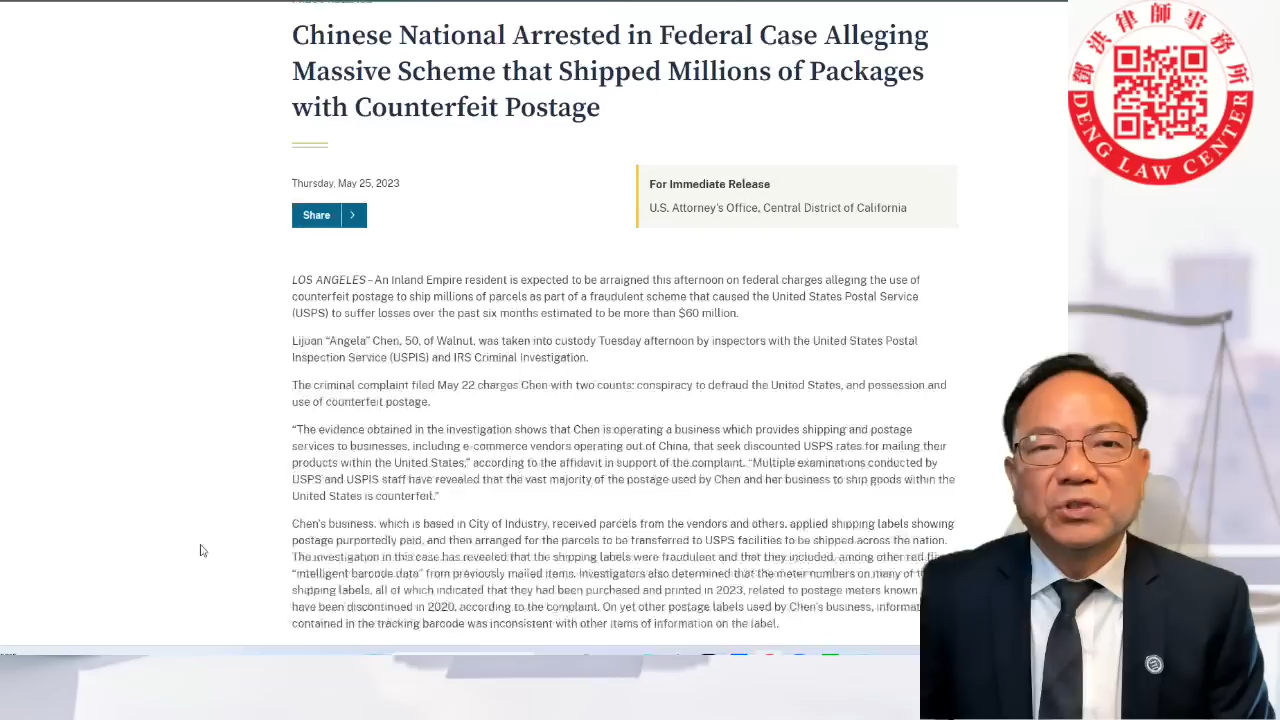 Chinese National Arrested in Federal Case Alleging
Massive Scheme that Shipped Millions of Packages
with Counterfeit Postage
Thursday, May 25, 2023
Share
For Immediate Release
U.S. Attorney's Office, Central District of California
LOS ANGELES – An Inland Empire resident is expected to be arraigned this afternoon on federal charges alleging the use of
counterfeit postage to ship millions of parcels as part of a fraudulent scheme that caused the United States Postal Service
(USPS) to suffer losses over the past six months estimated to be more than $60 million.
Lijuan “Angela” Chen, 50, of Walnut, was taken into custody Tuesday afternoon by inspectors with the United States Postal
Inspection Service (USPIS) and IRS Criminal Investigation.
The criminal complaint filed May 22 charges Chen with two counts: conspiracy to defraud the United States, and possession and
use of counterfeit postage.
“The evidence obtained in the investigation shows that Chen is operating a business which provides shipping and postage
services to businesses, including e-commerce vendors operating out of China, that seek discounted USPS rates for mailing their
products within the United States,” according to the affidavit in support of the complaint. “Multiple examinations conducted by
USPS and USPIS staff have revealed that the vast majority of the postage used by Chen and her business to ship goods within the
United States is counterfeit.”
Chen's business, which is based in City of Industry, received parcels from the vendors and others, applied shipping labels showing
postage purportedly paid, and then arranged for the parcels to be transferred to USPS facilities to be shipped across the nation.
The investigation in this case has revealed that the shipping labels were fraudulent and that they included, among other red
“intelligent barcode data” from previously mailed items. Investigators also determined that the meter numbers on many of
shipping labels, all of which indicated that they had been purchased and printed in 2023, related to postage meters known
have been discontinued in 2020, according to the complaint. On yet other postage labels used by Chen's business,
contained in the tracking barcode was inconsistent with other items of information on the label.
鄧洪律師事務所
DENG LAW CENTER